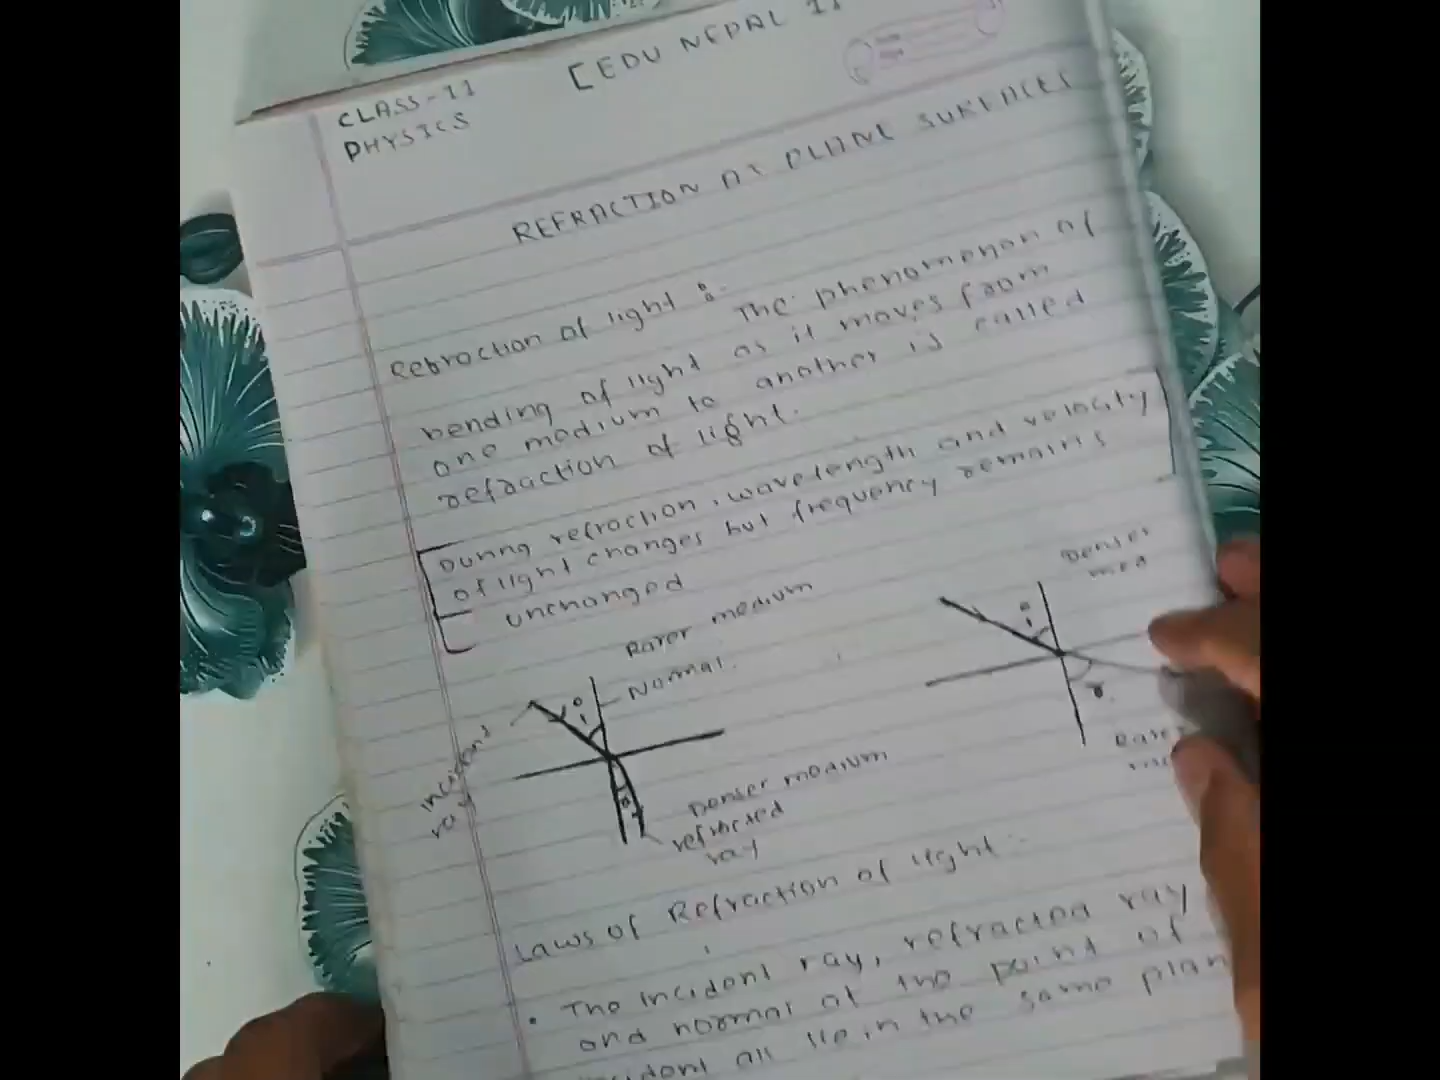 CLASS-11
PHYSICS
[EDU NEPAL 11
REFRACTION AT PLANE SURFACES
Refraction of light :-
The phenomenon of
bending of light as it moves from
one medium to another is called
refraction of light.
During refraction, wavelength and velocity
of light changes but frequency remains
unchanged
Rarer medium
Normal
i
Incident
ray
Denser medium
refracted
ray
Denser
med
i
r
Rarer
Laws of Refraction of light :-
• The incident ray, refracted ray
and normal at the point of
incident all lie in the same plan